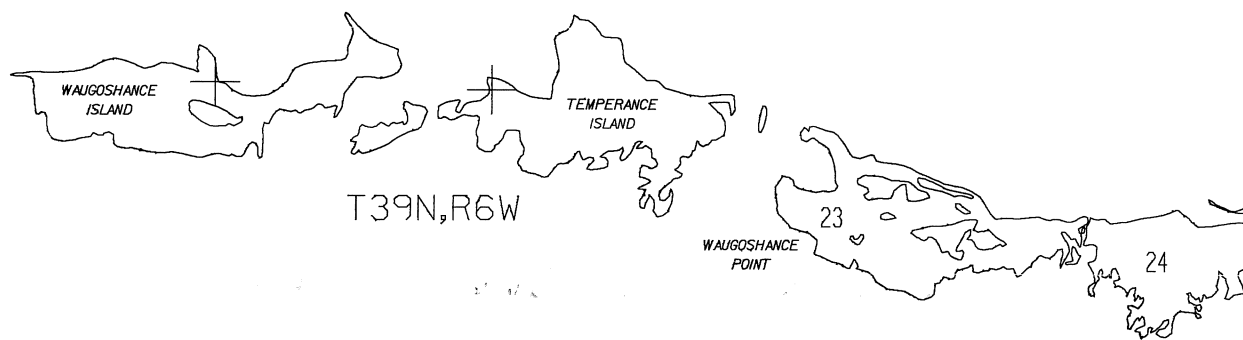 WAUGOSHANCE
ISLAND
TEMPERANCE
ISLAND
T39N,R6W
23
WAUGOSHANCE
POINT
24